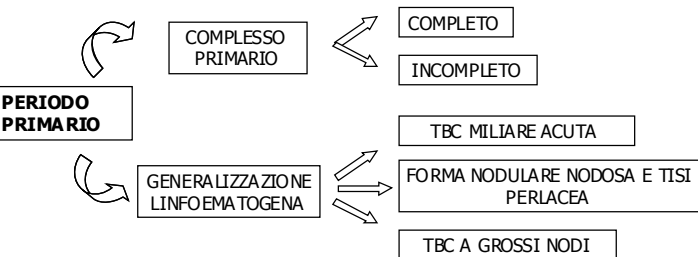 PERIODO
PRIMARIO
COMPLESSO
PRIMARIO
COMPLETO
INCOMPLETO
GENERALIZZAZIONE
LINFOEMATOGENA
TBC MILIARE ACUTA
FORMA NODULARE NODOSA E TISI
PERLACEA
TBC A GROSSI NODI